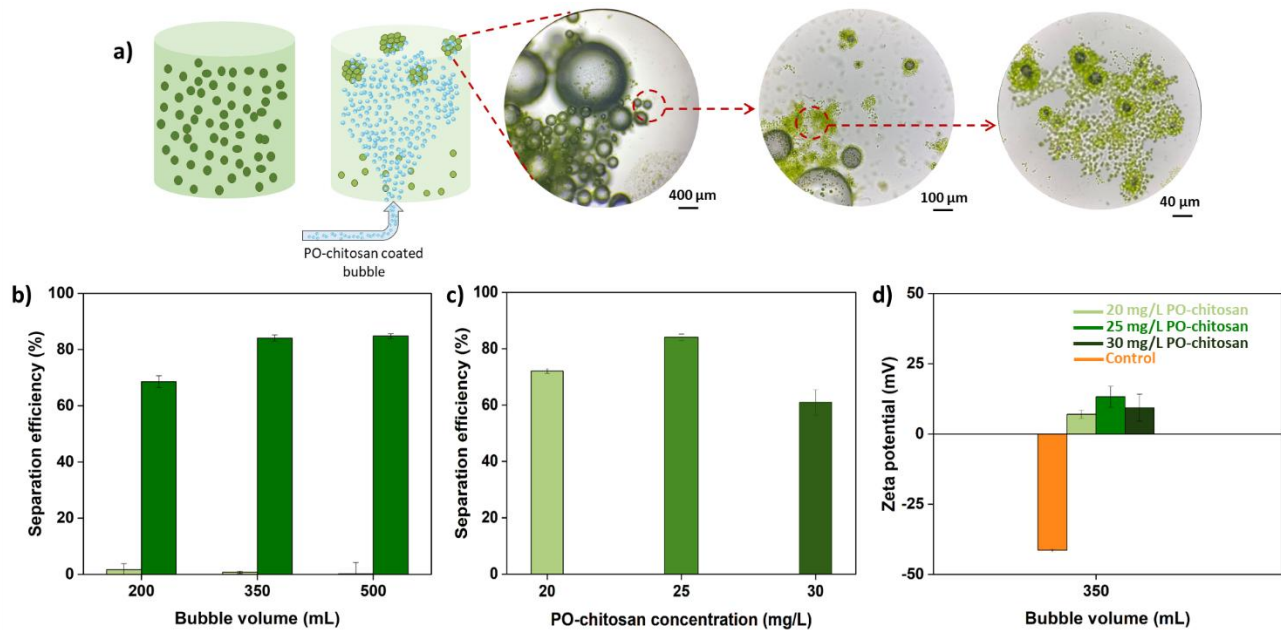 a)
PO-chitosan coated
bubble
400 µm
100 µm
40 µm
b)
100
80
60
40
20
0
Separation efficiency (%)
200
350
500
Bubble volume (mL)
c)
100
80
60
40
20
0
Separation efficiency (%)
20
25
30
PO-chitosan concentration (mg/L)
d)
50
25
0
-25
-50
Zeta potential (mV)
20 mg/L PO-chitosan
25 mg/L PO-chitosan
30 mg/L PO-chitosan
Control
350
Bubble volume (mL)